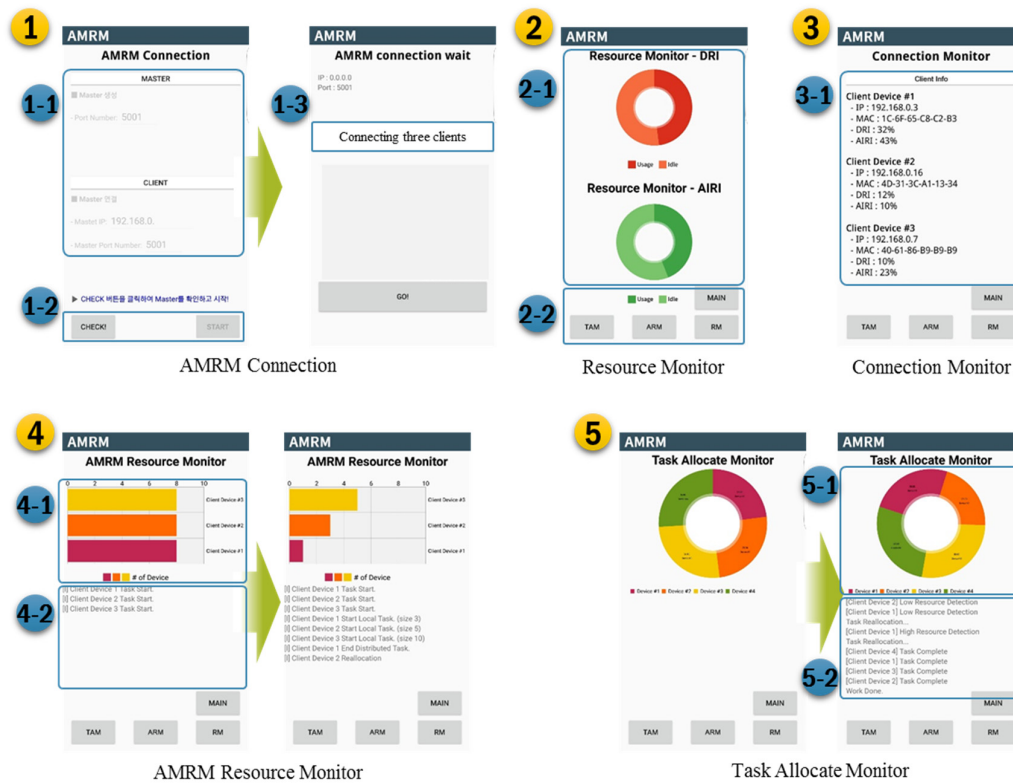 1
AMRM
AMRM Connection
1-1
MASTER
Master 생성
- Port Number: 5001
CLIENT
Master 연결
- Mastet IP: 192.168.0.
- Master Port Number: 5001
▶ CHECK 버튼을 클릭하여 Master를 확인하고 시작!
1-2
CHECK!
START
AMRM
AMRM connection wait
IP : 0.0.0.0
Port : 5001
1-3
Connecting three clients
GO!
AMRM Connection
2
AMRM
Resource Monitor - DRI
2-1
Usage Idle
Resource Monitor - AIRI
Usage Idle
2-2
MAIN
TAM ARM RM
Resource Monitor
3
AMRM
Connection Monitor
3-1
Client Info
Client Device #1
- IP : 192.168.0.3
- MAC : 1C-6F-65-C8-C2-B3
- DRI : 32%
- AIRI : 43%
Client Device #2
- IP : 192.168.0.16
- MAC : 4D-31-3C-A1-13-34
- DRI : 12%
- AIRI : 10%
Client Device #3
- IP : 192.168.0.7
- MAC : 40-61-86-B9-B9-B9
- DRI : 10%
- AIRI : 23%
MAIN
TAM ARM RM
Connection Monitor
4
AMRM
AMRM Resource Monitor
4-1
0 2 4 6 8 10
Client Device #3
Client Device #2
Client Device #1
# of Device
4-2
[I] Client Device 1 Task Start.
[I] Client Device 2 Task Start.
[I] Client Device 3 Task Start.
MAIN
TAM ARM RM
AMRM
AMRM Resource Monitor
0 2 4 6 8 10
Client Device #3
Client Device #2
Client Device #1
# of Device
[I] Client Device 1 Task Start.
[I] Client Device 2 Task Start.
[I] Client Device 3 Task Start.
[I] Client Device 1 Start Local Task. (size 3)
[I] Client Device 2 Start Local Task. (size 5)
[I] Client Device 3 Start Local Task. (size 10)
[I] Client Device 1 End Distributed Task.
[I] Client Device 2 Reallocation
MAIN
TAM ARM RM
AMRM Resource Monitor
5
AMRM
Task Allocate Monitor
Device #1 Device #2 Device #3 Device #4
MAIN
TAM ARM RM
AMRM
Task Allocate Monitor
5-1
Device #1 Device #2 Device #3 Device #4
5-2
[Client Device 2] Low Resource Detection
[Client Device 1] Low Resource Detection
Task Reallocation...
[Client Device 1] High Resource Detection
Task Reallocation...
[Client Device 4] Task Complete
[Client Device 1] Task Complete
[Client Device 3] Task Complete
[Client Device 2] Task Complete
Work Done.
MAIN
TAM ARM RM
Task Allocate Monitor